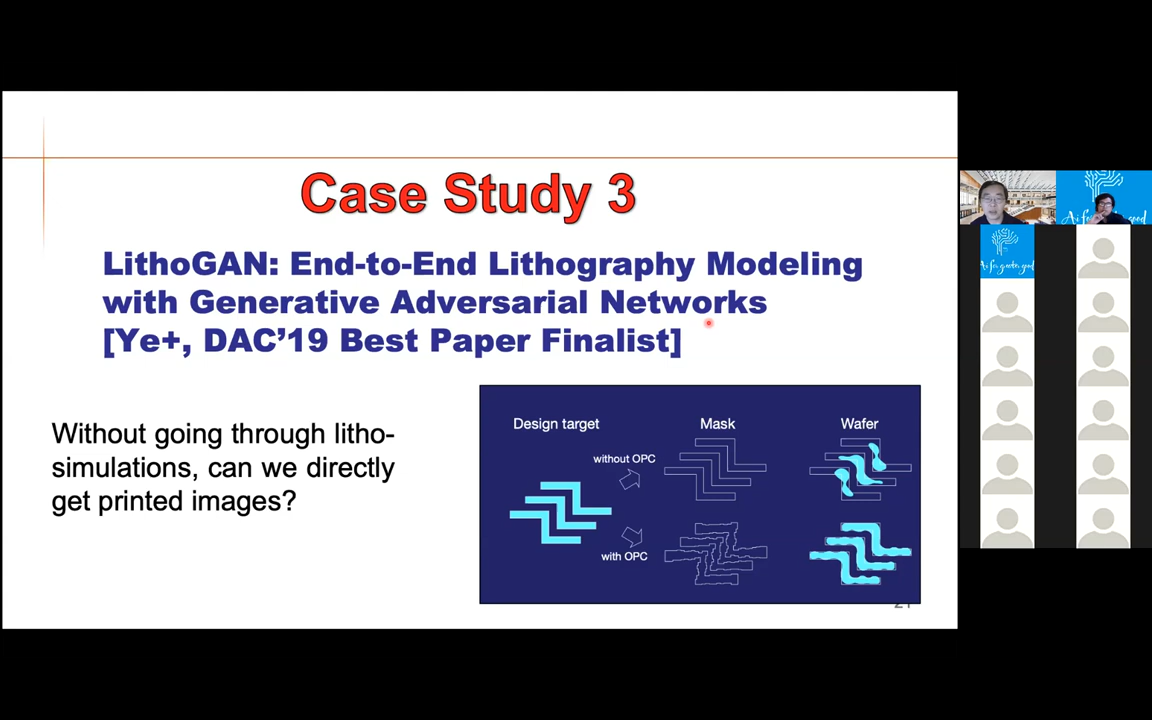 Case Study 3
LithoGAN: End-to-End Lithography Modeling
with Generative Adversarial Networks
[Ye+, DAC’19 Best Paper Finalist]
Without going through litho-
simulations, can we directly
get printed images?
Design target
Mask
Wafer
without OPC
with OPC